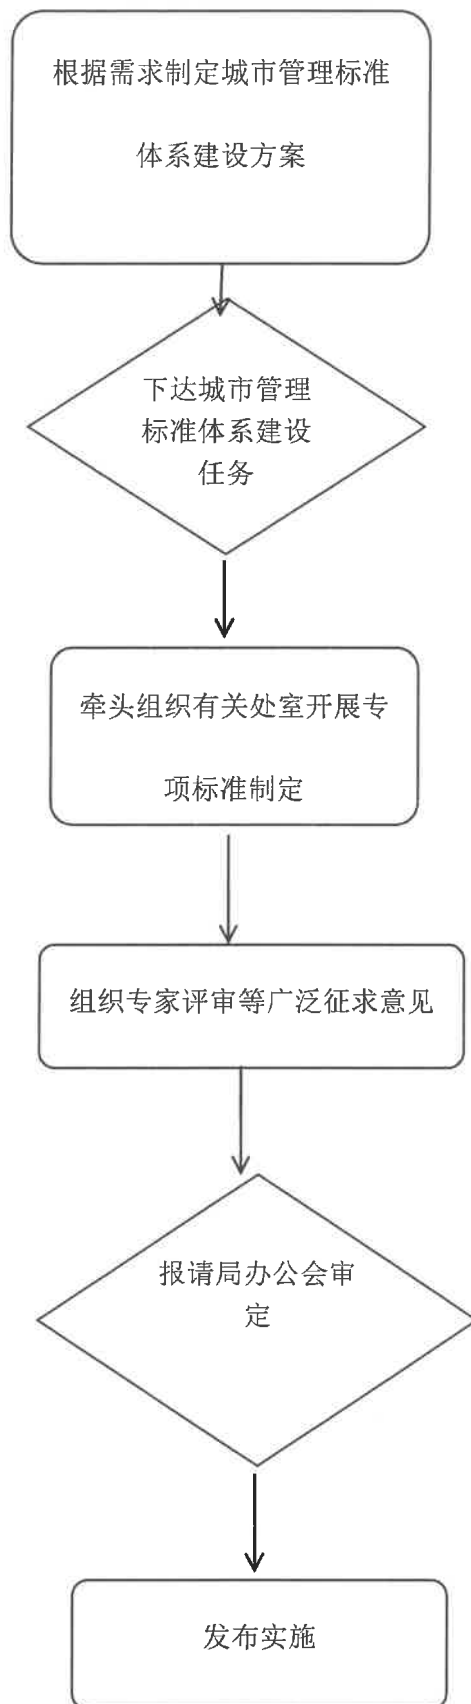 根据需求制定城市管理标准
体系建设方案
下达城市管理
标准体系建设
任务
牵头组织有关处室开展专
项标准制定
组织专家评审等广泛征求意见
报请局办公会审
定
发布实施